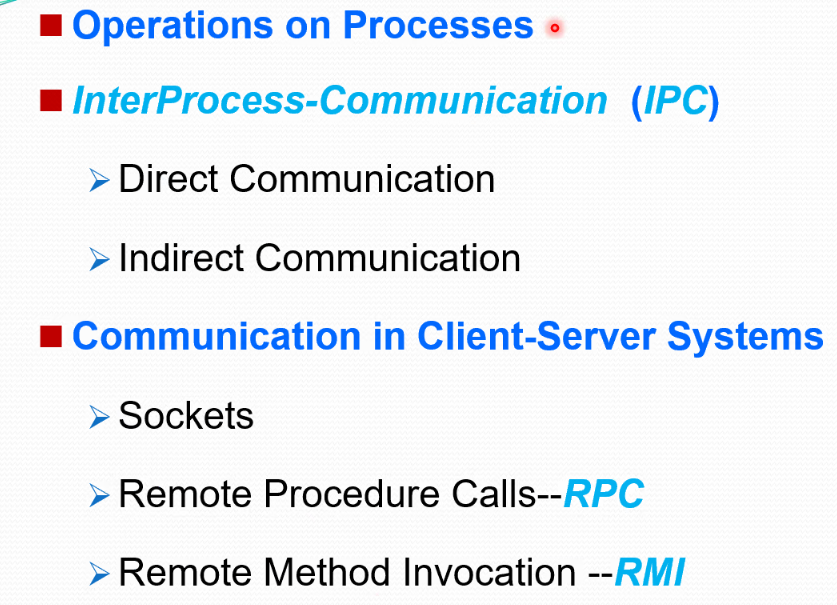 Operations on Processes
InterProcess-Communication (IPC)
Direct Communication
Indirect Communication
Communication in Client-Server Systems
Sockets
Remote Procedure Calls--RPC
Remote Method Invocation --RMI